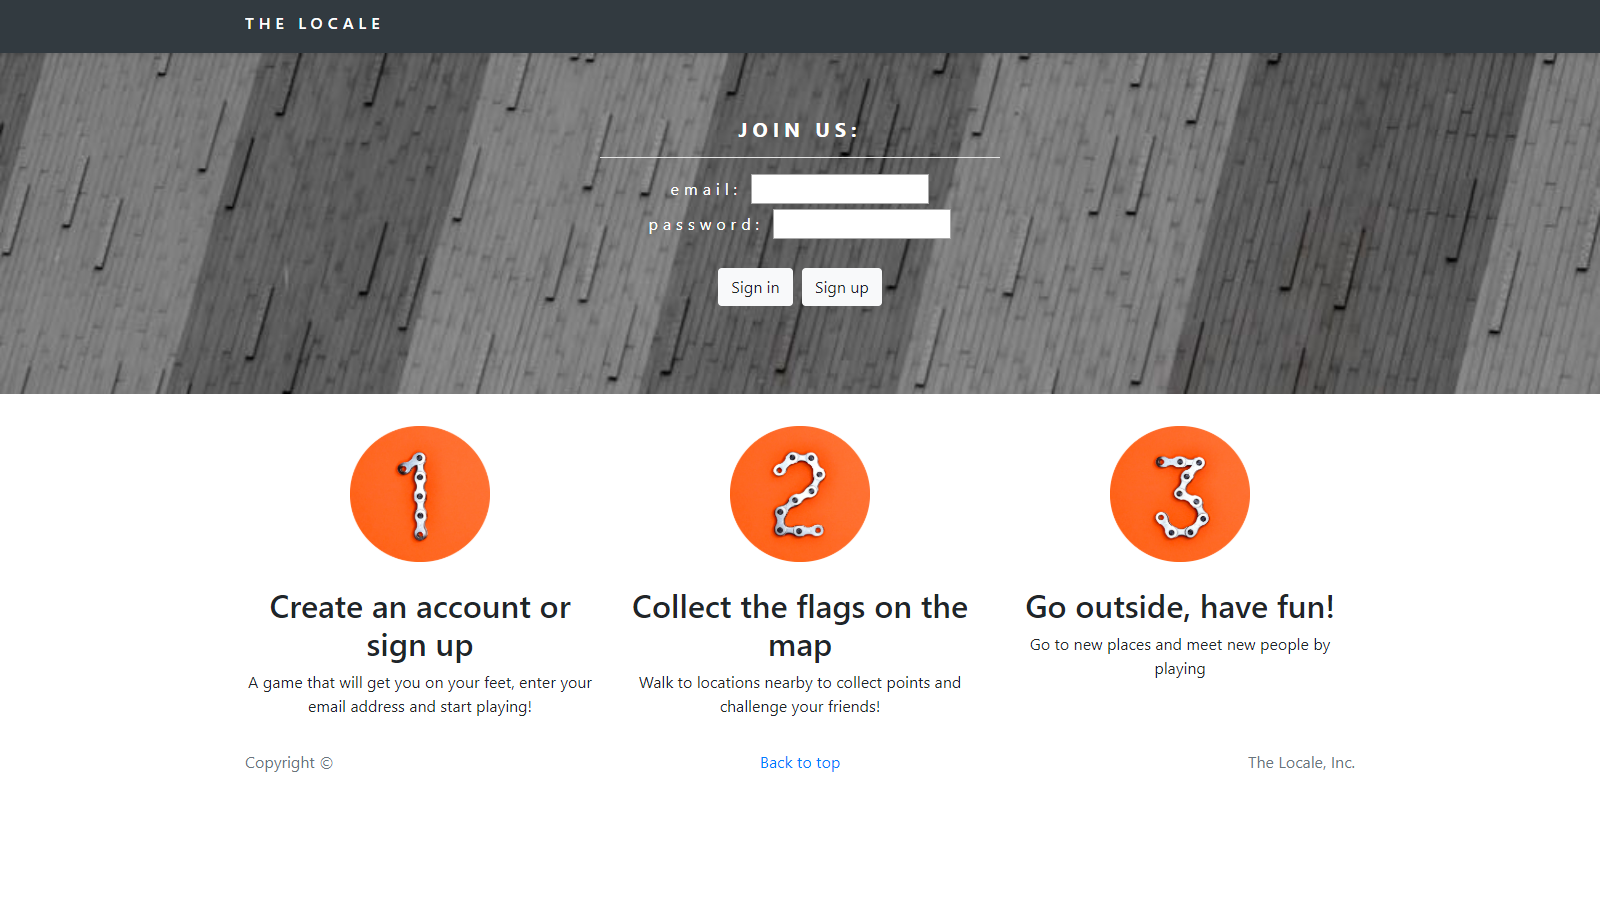 THE LOCALE
JOIN US:
email:
password:
Sign in Sign up
1 2 3
Create an account or
sign up
A game that will get you on your feet, enter your
email address and start playing!
Collect the flags on the
map
Walk to locations nearby to collect points and
challenge your friends!
Go outside, have fun!
Go to new places and meet new people by
playing
Copyright © Back to top The Locale, Inc.